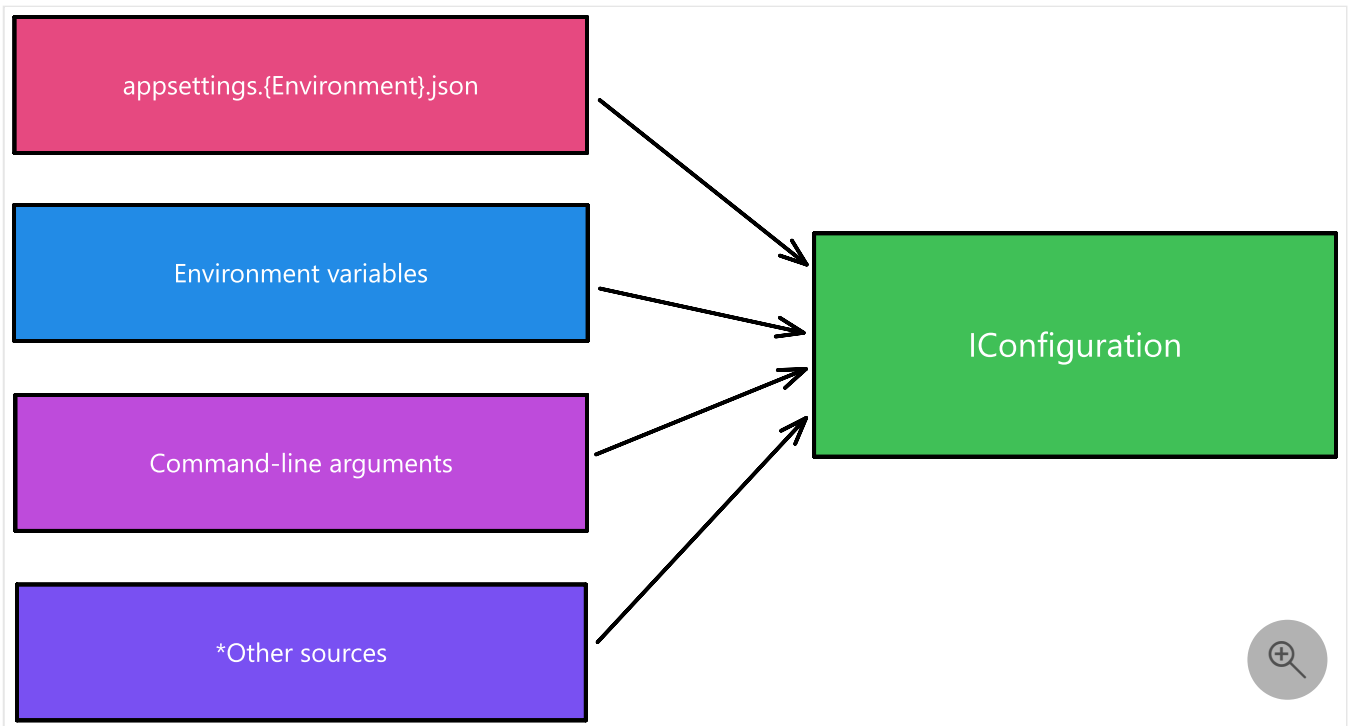 appsettings.{Environment}.json
Environment variables
IConfiguration
Command-line arguments
*Other sources